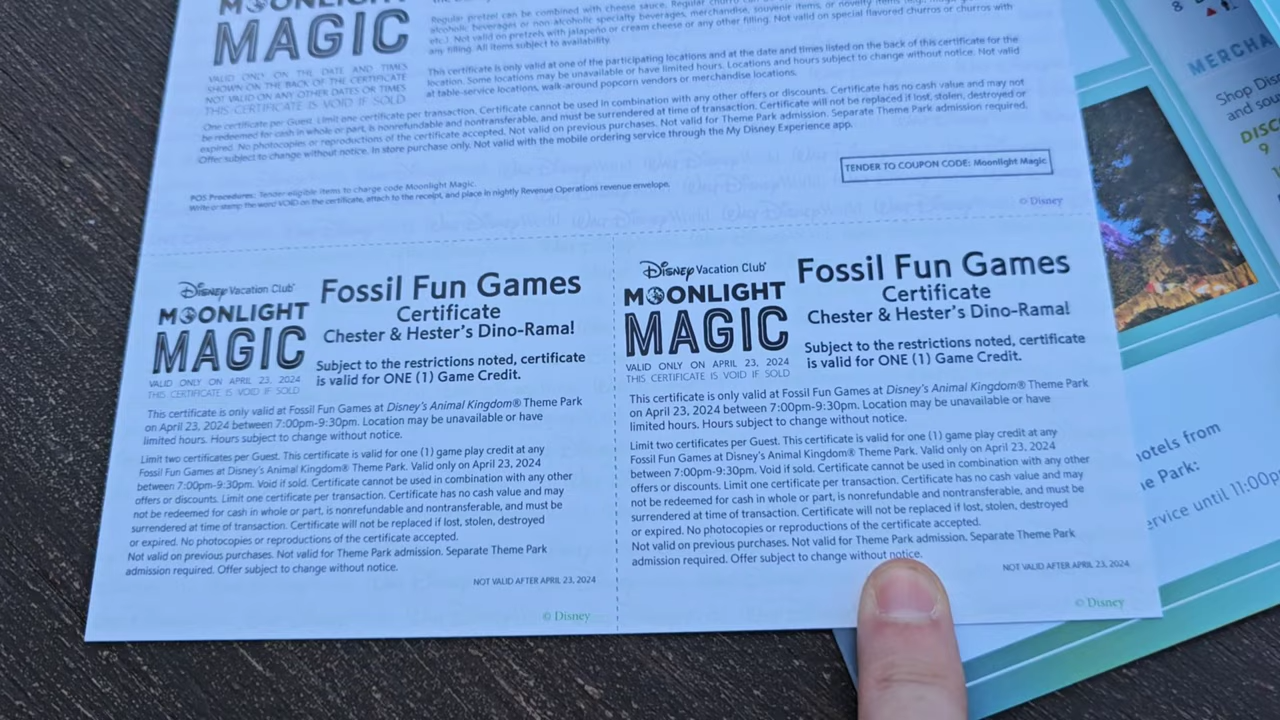 MOONLIGHT
MAGIC
VALID ONLY ON THE DATE AND TIMES
SHOWN ON THE BACK OF THE CERTIFICATE
NOT VALID ON ANY OTHER DATES OR TIMES
THIS CERTIFICATE IS VOID IF SOLD
Regular pretzel can be combined with cheese sauce. Regular churro can
alcoholic beverages or non-alcoholic specialty beverages, merchandise, souvenir items, or novelty items
etc.) Not valid on pretzels with jalapeño or cream cheese or any other filling. Not valid on special flavored churros or churros with
any filling. All items subject to availability.
This certificate is only valid at one of the participating locations and at the date and times listed on the back of this certificate for the
location. Some locations may be unavailable or have limited hours. Locations and hours subject to change without notice. Not valid
at table-service locations, walk-around popcorn vendors or merchandise locations.
One certificate per Guest. Limit one certificate per transaction. Certificate cannot be used in combination with any other offers or discounts. Certificate has no cash value and may not
be redeemed for cash in whole or part, is nonrefundable and nontransferable, and must be surrendered at time of transaction. Certificate will not be replaced if lost, stolen, destroyed or
expired. No photocopies or reproductions of the certificate accepted. Not valid on previous purchases. Not valid for Theme Park admission. Separate Theme Park admission required.
Offer subject to change without notice. In store purchase only. Not valid with the mobile ordering service through the My Disney Experience app.
TENDER TO COUPON CODE: Moonlight Magic
POS Procedures: Tender eligible items to charge code Moonlight Magic.
Write or stamp the word VOID on the certificate, attach to the receipt, and place in nightly Revenue Operations revenue envelope.
© Disney
Disney Vacation Club®
MOONLIGHT
MAGIC
VALID ONLY ON APRIL 23, 2024
THIS CERTIFICATE IS VOID IF SOLD
Fossil Fun Games
Certificate
Chester & Hester's Dino-Rama!
Subject to the restrictions noted, certificate
is valid for ONE (1) Game Credit.
This certificate is only valid at Fossil Fun Games at Disney's Animal Kingdom® Theme Park
on April 23, 2024 between 7:00pm-9:30pm. Location may be unavailable or have
limited hours. Hours subject to change without notice.
Limit two certificates per Guest. This certificate is valid for one (1) game play credit at any
Fossil Fun Games at Disney's Animal Kingdom® Theme Park. Valid only on April 23, 2024
between 7:00pm-9:30pm. Void if sold. Certificate cannot be used in combination with any other
offers or discounts. Limit one certificate per transaction. Certificate has no cash value and may
not be redeemed for cash in whole or part, is nonrefundable and nontransferable, and must be
surrendered at time of transaction. Certificate will not be replaced if lost, stolen, destroyed
or expired. No photocopies or reproductions of the certificate accepted.
Not valid on previous purchases. Not valid for Theme Park admission. Separate Theme Park
admission required. Offer subject to change without notice.
NOT VALID AFTER APRIL 23, 2024
© Disney
Disney Vacation Club®
MOONLIGHT
MAGIC
VALID ONLY ON APRIL 23, 2024
THIS CERTIFICATE IS VOID IF SOLD
Fossil Fun Games
Certificate
Chester & Hester's Dino-Rama!
Subject to the restrictions noted, certificate
is valid for ONE (1) Game Credit.
This certificate is only valid at Fossil Fun Games at Disney's Animal Kingdom® Theme Park
on April 23, 2024 between 7:00pm-9:30pm. Location may be unavailable or have
limited hours. Hours subject to change without notice.
Limit two certificates per Guest. This certificate is valid for one (1) game play credit at any
Fossil Fun Games at Disney's Animal Kingdom® Theme Park. Valid only on April 23, 2024
between 7:00pm-9:30pm. Void if sold. Certificate cannot be used in combination with any other
offers or discounts. Limit one certificate per transaction. Certificate has no cash value and may
not be redeemed for cash in whole or part, is nonrefundable and nontransferable, and must be
surrendered at time of transaction. Certificate will not be replaced if lost, stolen, destroyed
or expired. No photocopies or reproductions of the certificate accepted.
Not valid on previous purchases. Not valid for Theme Park admission. Separate Theme Park
admission required. Offer subject to change without notice.
NOT VALID AFTER APRIL 23, 2024
© Disney
8
MERCHA
Shop Dis
and sou
DISC
9
otels from
e Park:
ervice until 11:00p